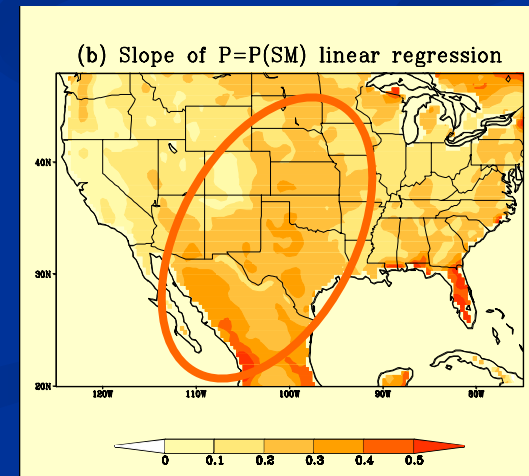 (b) Slope of P=P(SM) linear regression
40N
30N
20N
120W 110W 100W 90W 80W
0 0.1 0.2 0.3 0.4 0.5